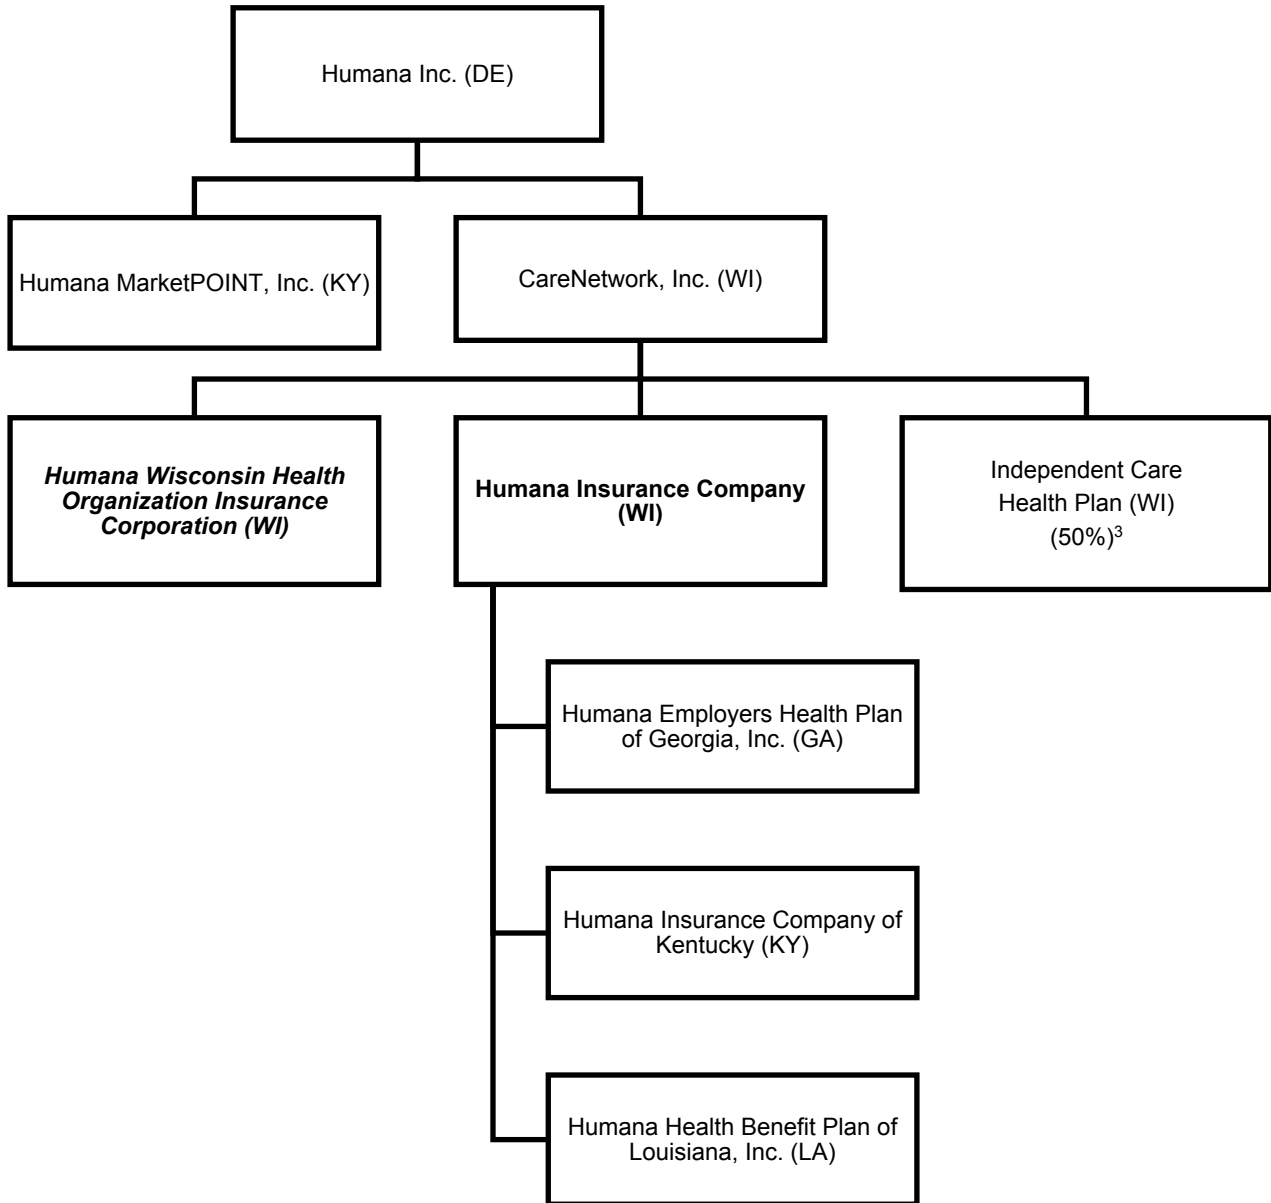 Humana Inc. (DE)
Humana MarketPOINT, Inc. (KY)
CareNetwork, Inc. (WI)
Humana Wisconsin Health
Organization Insurance
Corporation (WI)
Humana Insurance Company
(WI)
Independent Care
Health Plan (WI)
(50%)³
Humana Employers Health Plan
of Georgia, Inc. (GA)
Humana Insurance Company of
Kentucky (KY)
Humana Health Benefit Plan of
Louisiana, Inc. (LA)